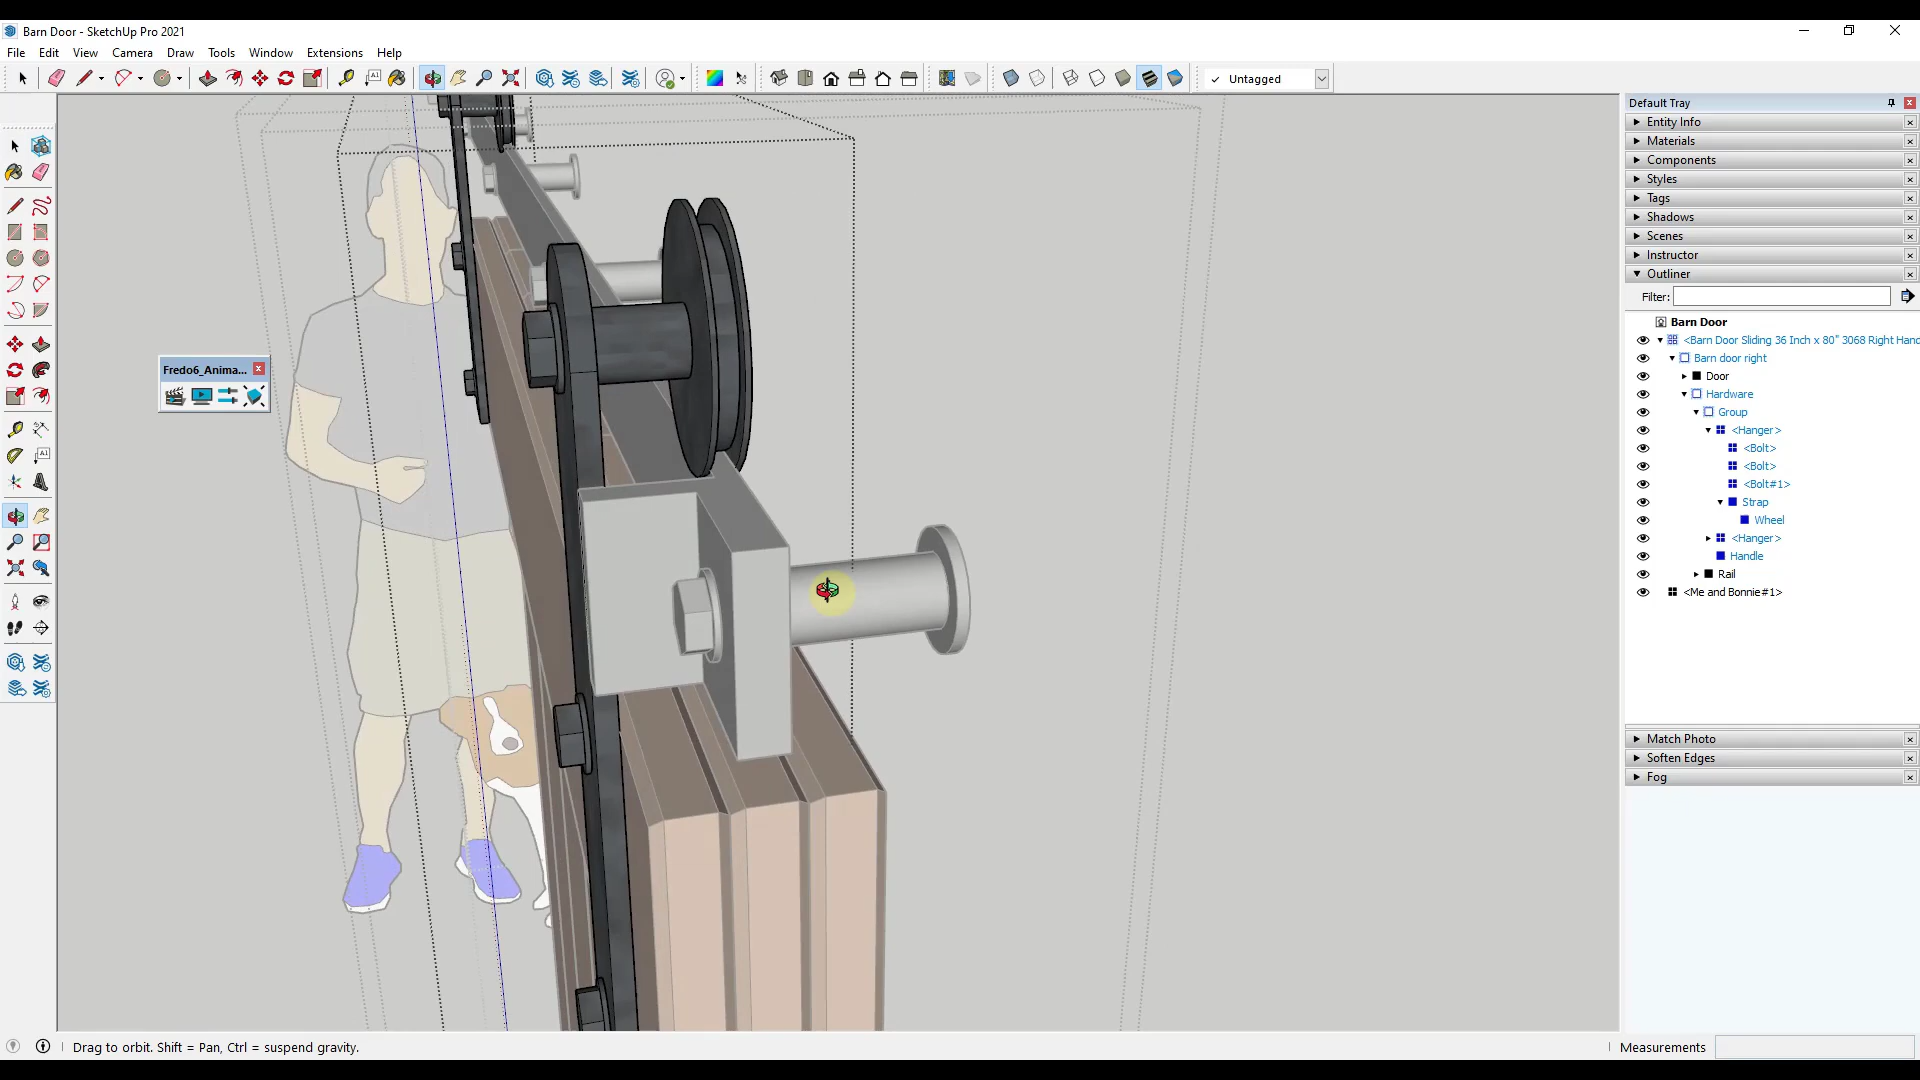 Barn Door - SketchUp Pro 2021
File Edit View Camera Draw Tools Window Extensions Help
A1
Untagged
Default Tray
Entity Info
Materials
Components
Styles
Tags
Shadows
Scenes
Instructor
Outliner
Filter:
Barn Door
<Barn Door Sliding 36 Inch x 80" 3068 Right Hand
Barn door right
Door
Hardware
Group
<Hanger>
<Bolt>
<Bolt>
<Bolt#1>
Strap
Wheel
<Hanger>
Handle
Rail
<Me and Bonnie#1>
Match Photo
Soften Edges
Fog
Fredo6_Anima...
A1
Drag to orbit. Shift = Pan, Ctrl = suspend gravity.
Measurements